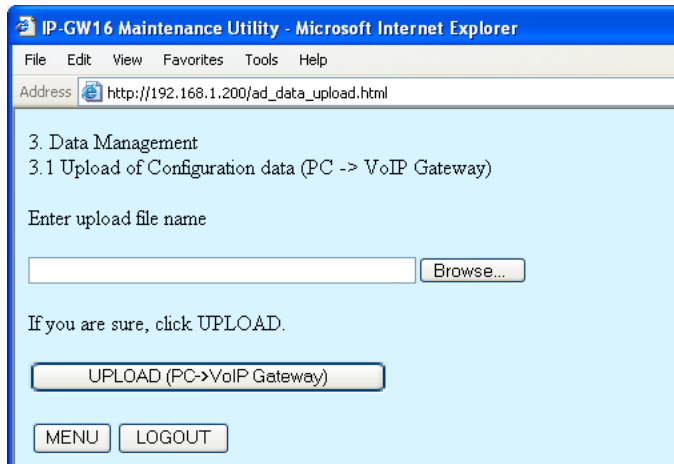 IP-GW16 Maintenance Utility - Microsoft Internet Explorer
File Edit View Favorites Tools Help
Address http://192.168.1.200/ad_data_upload.html
3. Data Management
3.1 Upload of Configuration data (PC -> VoIP Gateway)
Enter upload file name
Browse...
If you are sure, click UPLOAD.
UPLOAD (PC->VoIP Gateway)
MENU LOGOUT